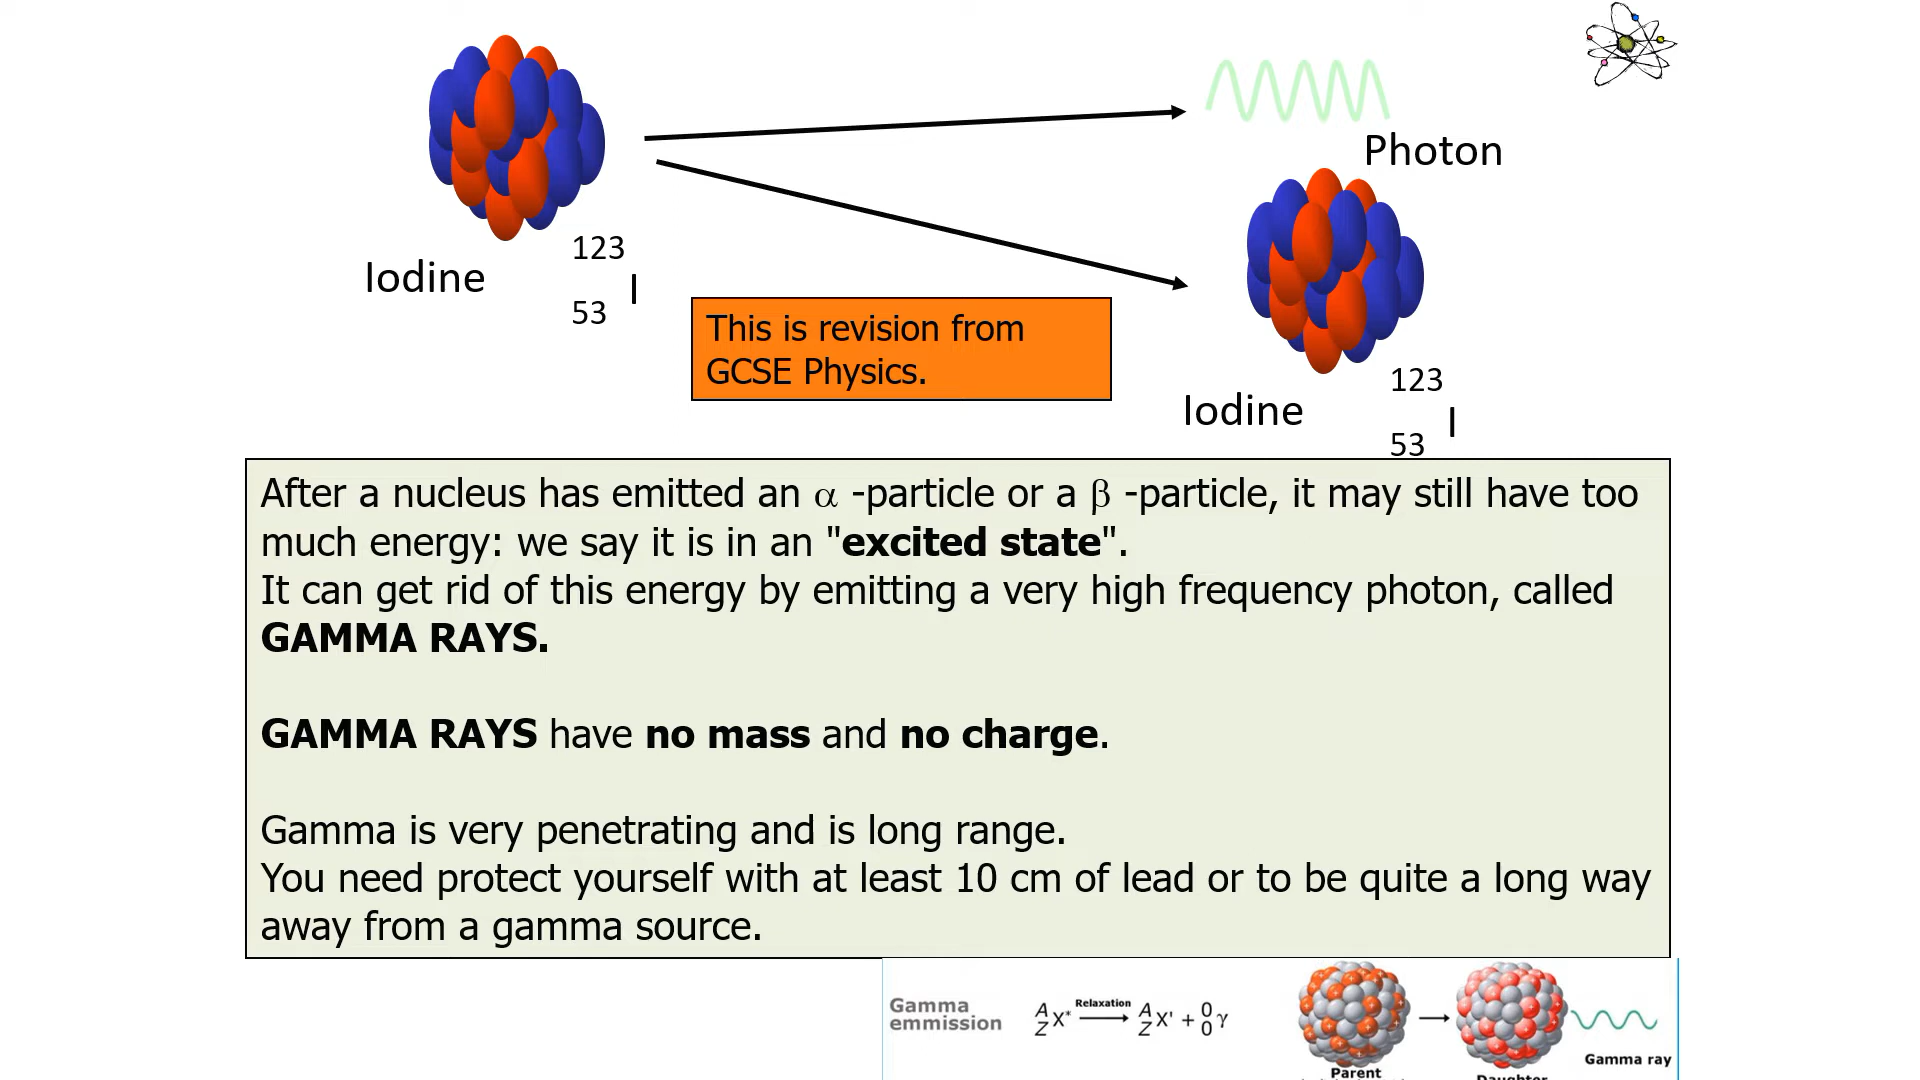 Photon
123
Iodine
I
53
This is revision from
GCSE Physics.
123
Iodine
I
53
After a nucleus has emitted an α -particle or a β -particle, it may still have too
much energy: we say it is in an "excited state".
It can get rid of this energy by emitting a very high frequency photon, called
GAMMA RAYS.
GAMMA RAYS have no mass and no charge.
Gamma is very penetrating and is long range.
You need protect yourself with at least 10 cm of lead or to be quite a long way
away from a gamma source.
Gamma
emmission
A Z X* Relaxation A Z X' + 0 0 γ
Gamma ray
Parent
Daughter